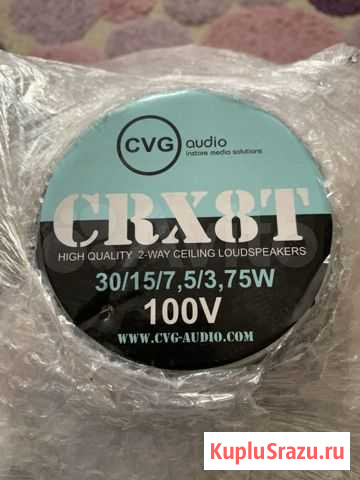 CVG audio
instore media solutions
CRX8T
HIGH QUALITY 2-WAY CEILING LOUDSPEAKERS
30/15/7,5/3,75W
100V
WWW.CVG-AUDIO.COM
KupluSrazu.ru